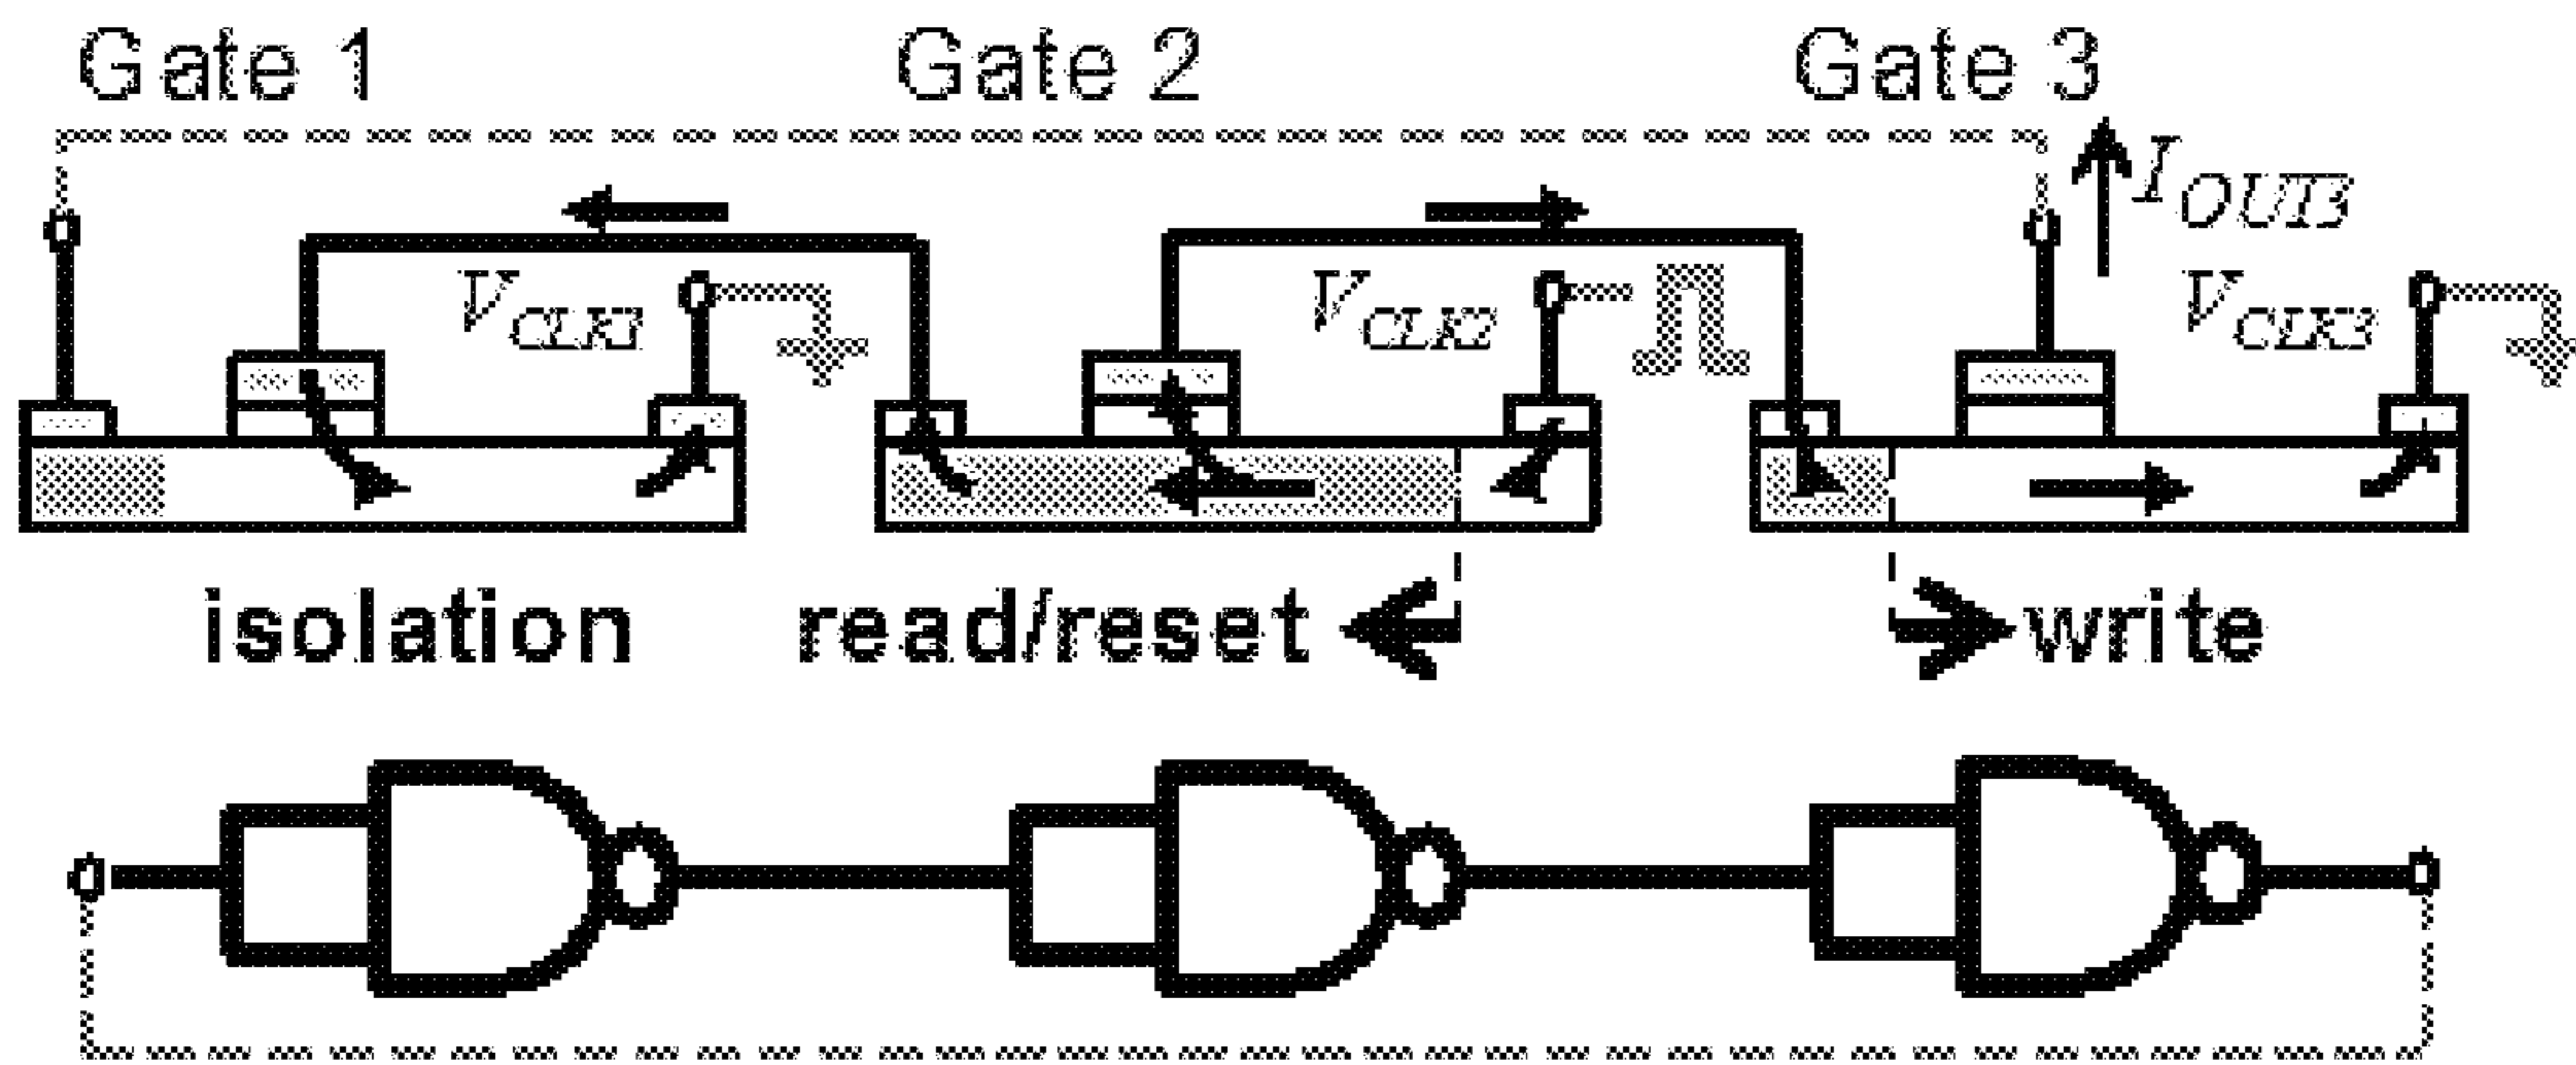 Gate 1 Gate 2 Gate 3
I_OUT3
V_CLK1 V_CLK2 V_CLK3
isolation read/reset write